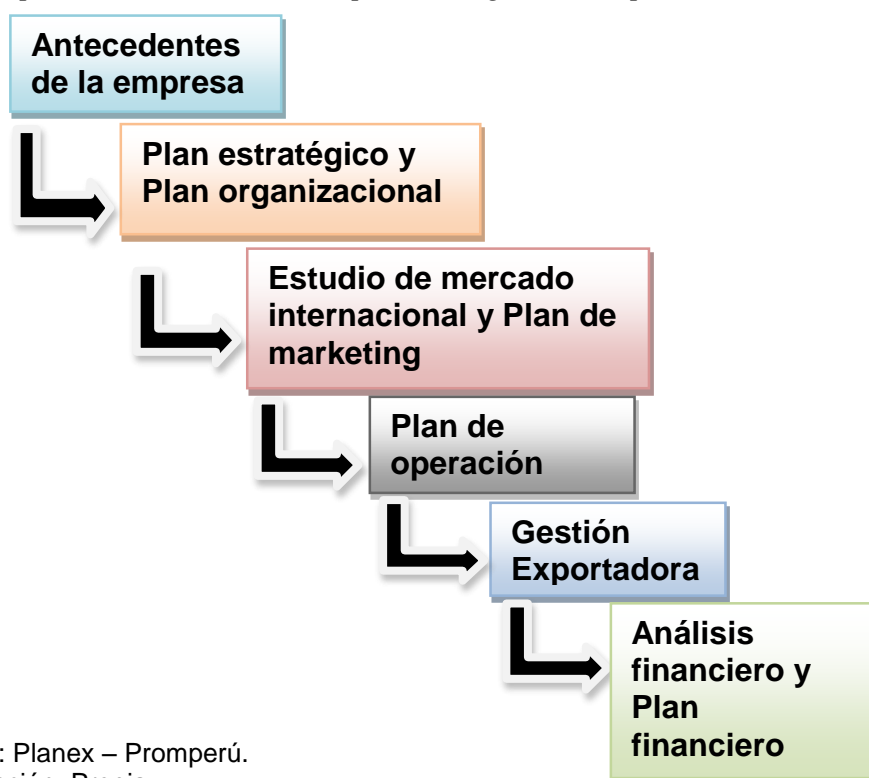 Antecedentes
de la empresa
Plan estratégico y
Plan organizacional
Estudio de mercado
internacional y Plan de
marketing
Plan de
operación
Gestión
Exportadora
Análisis
financiero y
Plan
financiero
: Planex – Promperú.